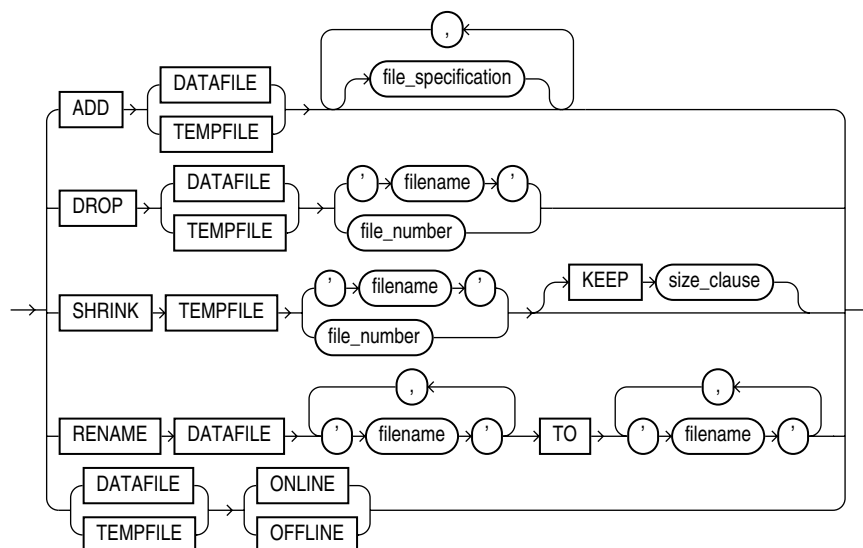 ,
DATAFILE file_specification
ADD
TEMPFILE
DATAFILE ' filename '
DROP
TEMPFILE file_number
' filename ' KEEP size_clause
SHRINK TEMPFILE
file_number
, ,
RENAME DATAFILE ' filename ' TO ' filename '
DATAFILE ONLINE
TEMPFILE OFFLINE